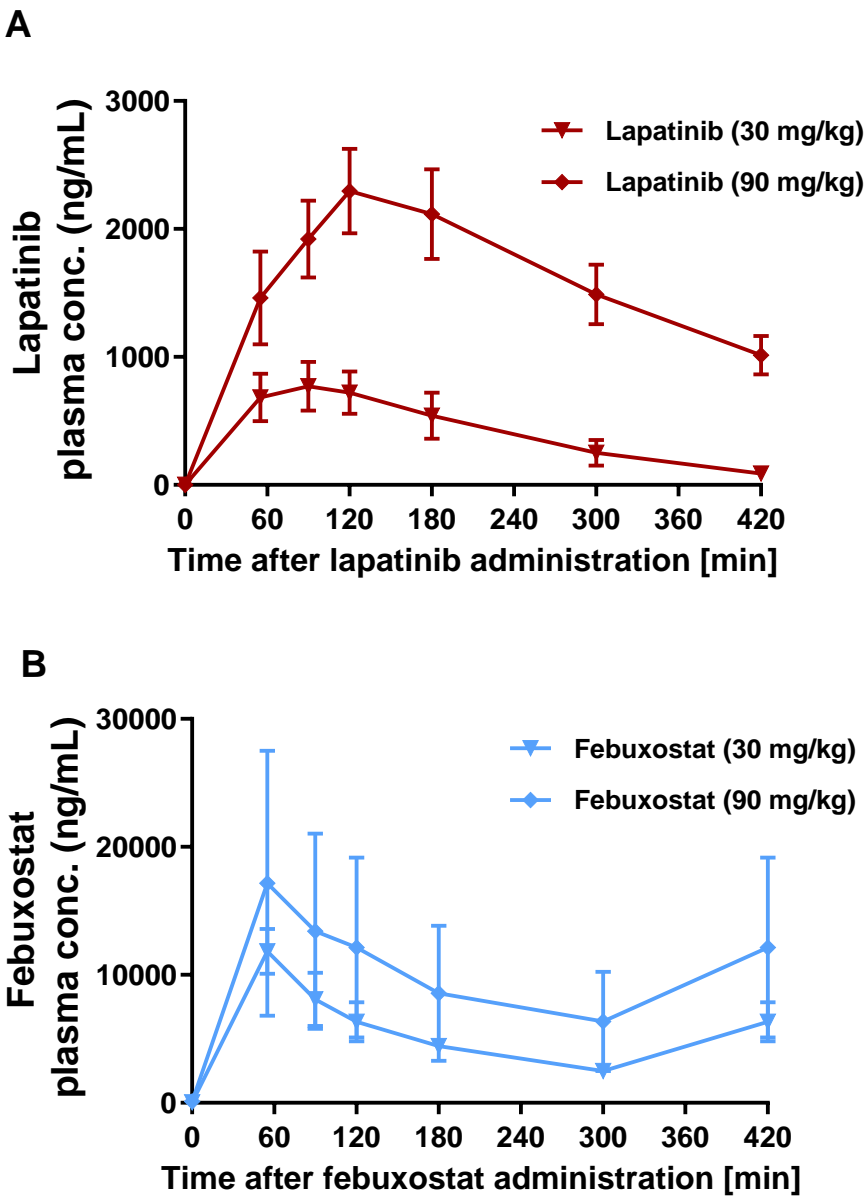 A
Lapatinib
plasma conc. (ng/mL)
3000
2000
1000
0
Lapatinib (30 mg/kg)
Lapatinib (90 mg/kg)
0 60 120 180 240 300 360 420
Time after lapatinib administration [min]
B
Febuxostat
plasma conc. (ng/mL)
30000
20000
10000
0
Febuxostat (30 mg/kg)
Febuxostat (90 mg/kg)
0 60 120 180 240 300 360 420
Time after febuxostat administration [min]